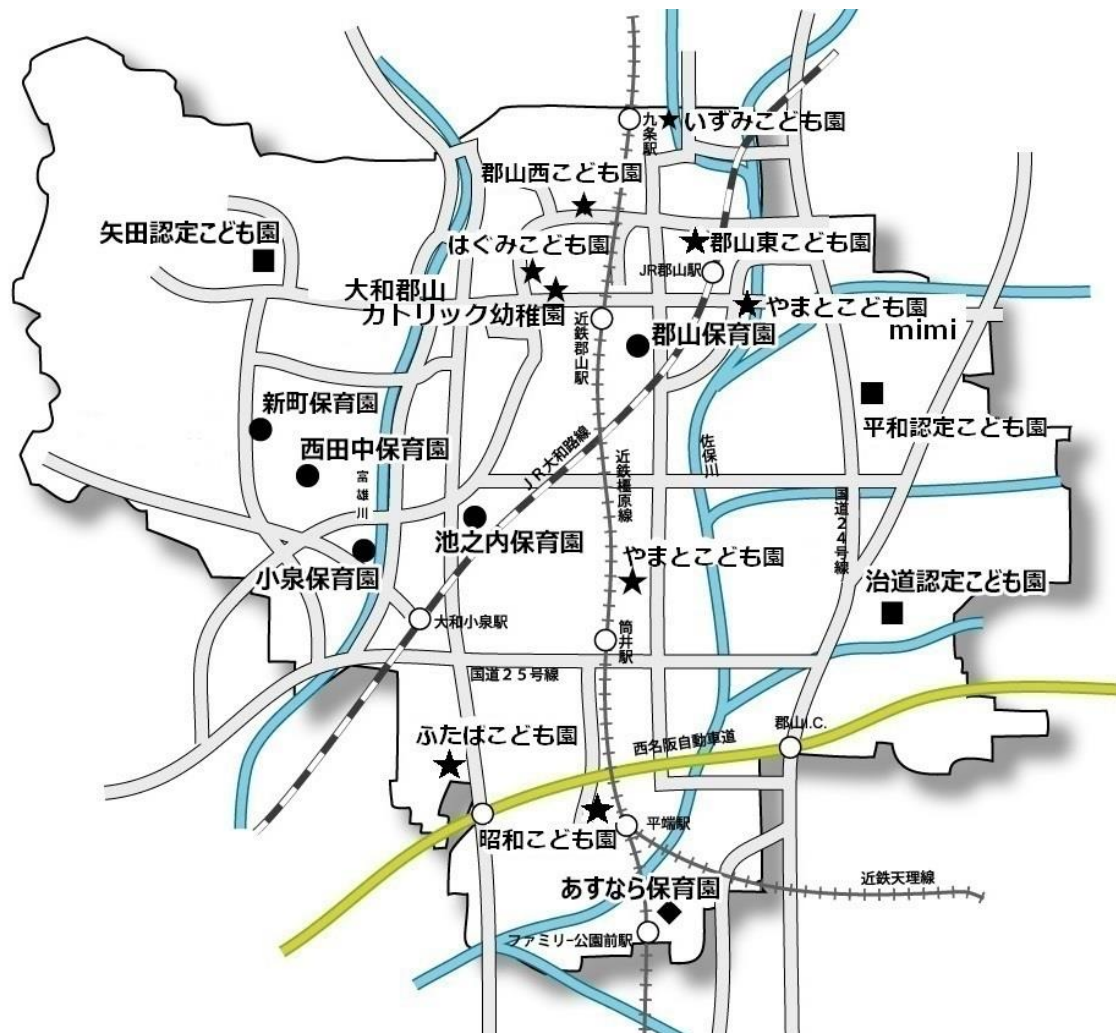 九条駅
いずみこども園
郡山西こども園
矢田認定こども園
はぐみこども園
郡山東こども園
JR郡山駅
大和郡山
カトリック幼稚園
やまとこども園
mimi
近鉄郡山駅
郡山保育園
新町保育園
平和認定こども園
西田中保育園
JR大和路線
近鉄橿原線
佐保川
富雄川
国道24号線
池之内保育園
小泉保育園
やまとこども園
治道認定こども園
大和小泉駅
筒井駅
国道25号線
郡山I.C.
ふたばこども園
西名阪自動車道
昭和こども園
平端駅
近鉄天理線
あすなら保育園
ファミリー公園前駅